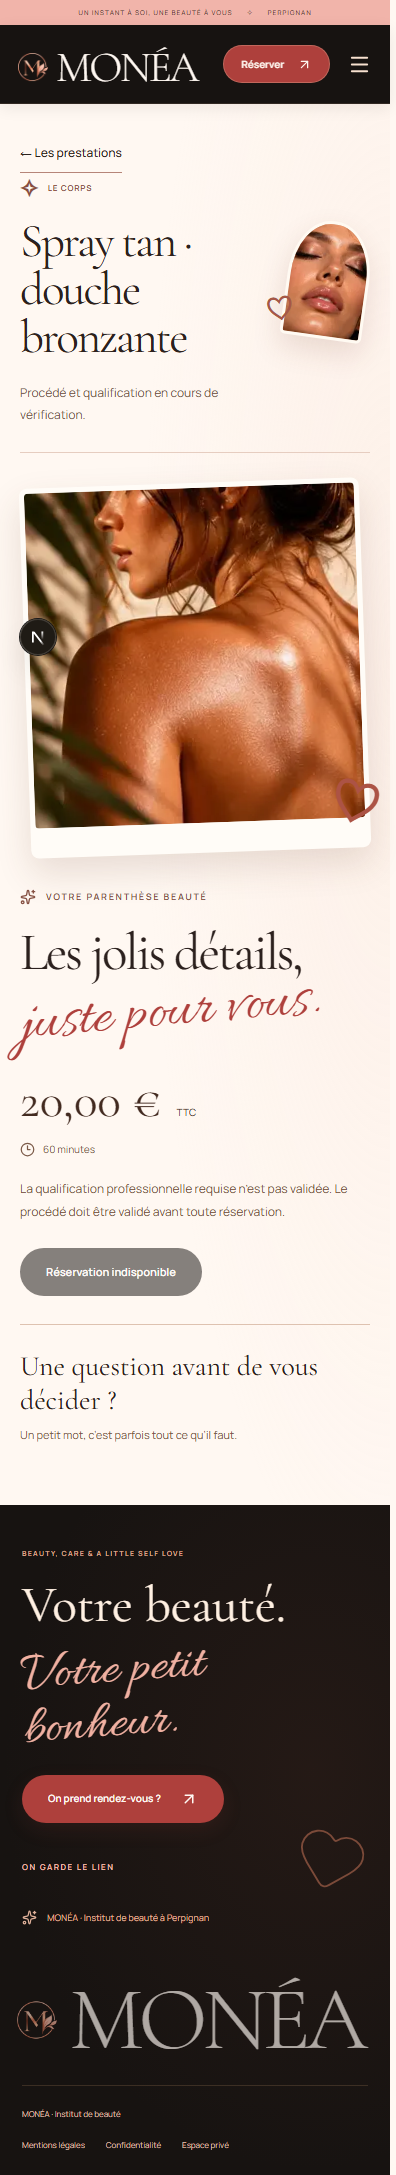 UN INSTANT À SOI, UNE BEAUTÉ À VOUS ✧ PERPIGNAN
M MONÉA Réserver
← Les prestations
LE CORPS
Spray tan ·
douche
bronzante
Procédé et qualification en cours de
vérification.
N
VOTRE PARENTHÈSE BEAUTÉ
Les jolis détails,
juste pour vous.
20,00 € TTC
60 minutes
La qualification professionnelle requise n'est pas validée. Le
procédé doit être validé avant toute réservation.
Réservation indisponible
Une question avant de vous
décider ?
Un petit mot, c'est parfois tout ce qu'il faut.
BEAUTY, CARE & A LITTLE SELF LOVE
Votre beauté.
Votre petit
bonheur.
On prend rendez-vous ?
ON GARDE LE LIEN
MONÉA · Institut de beauté à Perpignan
M MONÉA
MONÉA · Institut de beauté
Mentions légales Confidentialité Espace privé